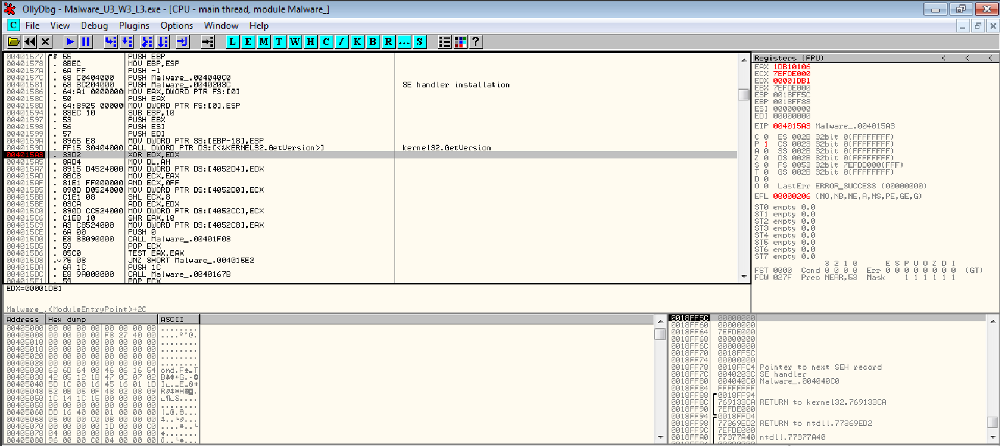 OllyDbg - Malware_U3_W3_L3.exe - [CPU - main thread, module Malware_]
C File View Debug Plugins Options Window Help
L E M T W H C / K B R ... S ?
00401577 55 PUSH EBP
00401578 . 8BEC MOV EBP,ESP
0040157A . 6A FF PUSH -1
0040157C . 68 C0404000 PUSH Malware_.004040C0
00401581 . 68 3C204000 PUSH Malware_.0040203C SE handler installation
00401586 . 64:A1 0000000 MOV EAX,DWORD PTR FS:[0]
0040158C . 50 PUSH EAX
0040158D . 64:8925 00000 MOV DWORD PTR FS:[0],ESP
00401594 . 83EC 10 SUB ESP,10
00401597 . 53 PUSH EBX
00401598 . 56 PUSH ESI
00401599 . 57 PUSH EDI
0040159A . 8965 E8 MOV DWORD PTR SS:[EBP-18],ESP
0040159D . FF15 30404000 CALL DWORD PTR DS:[<&KERNEL32.GetVersion>] kernel32.GetVersion
004015A3 . 33D2 XOR EDX,EDX
004015A5 . 8AD4 MOV DL,AH
004015A7 . 8915 D4524000 MOV DWORD PTR DS:[4052D4],EDX
004015AD . 8BC8 MOV ECX,EAX
004015AF . 81E1 FF000000 AND ECX,0FF
004015B5 . 890D D0524000 MOV DWORD PTR DS:[4052D0],ECX
004015BB . C1E1 08 SHL ECX,8
004015BE . 03CA ADD ECX,EDX
004015C0 . 890D CC524000 MOV DWORD PTR DS:[4052CC],ECX
004015C6 . C1E8 10 SHR EAX,10
004015C9 . A3 C8524000 MOV DWORD PTR DS:[4052C8],EAX
004015CE . 6A 00 PUSH 0
004015D0 . E8 33090000 CALL Malware_.00401F08
004015D5 . 59 POP ECX
004015D6 . 85C0 TEST EAX,EAX
004015D8 .v 75 08 JNZ SHORT Malware_.004015E2
004015DA . 6A 1C PUSH 1C
004015DC . E8 9A000000 CALL Malware_.0040167B
004015E1 . 59 POP ECX
EDX=00001DB1
Malware_.<ModuleEntryPoint>+2C
Registers (FPU) < < <
EAX 1DB10106
ECX 7EFDE000
EDX 00001DB1
EBX 7EFDE000
ESP 0018FF5C
EBP 0018FF88
ESI 00000000
EDI 00000000
EIP 004015A3 Malware_.004015A3
C 0 ES 002B 32bit 0(FFFFFFFF)
P 1 CS 0023 32bit 0(FFFFFFFF)
A 0 SS 002B 32bit 0(FFFFFFFF)
Z 0 DS 002B 32bit 0(FFFFFFFF)
S 0 FS 0053 32bit 7EFDD000(FFF)
T 0 GS 002B 32bit 0(FFFFFFFF)
D 0
O 0 LastErr ERROR_SUCCESS (00000000)
EFL 00000206 (NO,NB,NE,A,NS,PE,GE,G)
ST0 empty 0.0
ST1 empty 0.0
ST2 empty 0.0
ST3 empty 0.0
ST4 empty 0.0
ST5 empty 0.0
ST6 empty 0.0
ST7 empty 0.0
3 2 1 0 E S P U O Z D I
FST 0000 Cond 0 0 0 0 Err 0 0 0 0 0 0 0 0 (GT)
FCW 027F Prec NEAR,53 Mask 1 1 1 1 1 1
Address Hex dump ASCII
00405000 00 00 00 00 00 00 00 00 ........
00405008 00 00 00 00 F8 27 40 00 ....°'@.
00405010 00 00 00 00 00 00 00 00 ........
00405018 00 00 00 00 00 00 00 00 ........
00405020 00 00 00 00 00 00 00 00 ........
00405028 00 00 00 00 00 00 00 00 ........
00405030 63 6D 64 00 46 06 16 54 cmd.F
00405038 42 05 12 1B 47 0C 07 02
00405040 5D 1C 00 16 45 16 01 1D
00405048 52 0B 05 0F 48 02 08 09
00405050 1C 14 1C 15 00 00 00 00
00405058 00 00 00 00 00 00 00 00 ........
00405060 DD 16 40 00 01 00 00 00
00405068 05 00 00 C0 0B 00 00 00
00405070 00 00 00 00 1D 00 00 C0
00405078 04 00 00 00 00 00 00 00
00405080 96 00 00 C0 04 00 00 00
0018FF5C 00000000
0018FF60 00000000
0018FF64 7EFDE000
0018FF68 00000000
0018FF6C 00000000
0018FF70 0018FF5C
0018FF74 00000000
0018FF78 0018FFC4 Pointer to next SEH record
0018FF7C 0040203C SE handler
0018FF80 004040C0 Malware_.004040C0
0018FF84 FFFFFFFF
0018FF88 0018FF94
0018FF8C 769133CA RETURN to kernel32.769133CA
0018FF90 7EFDE000
0018FF94 0018FFD4
0018FF98 77369ED2 RETURN to ntdll.77369ED2
0018FF9C 7EFDE000
0018FFA0 77377A40 ntdll.77377A40